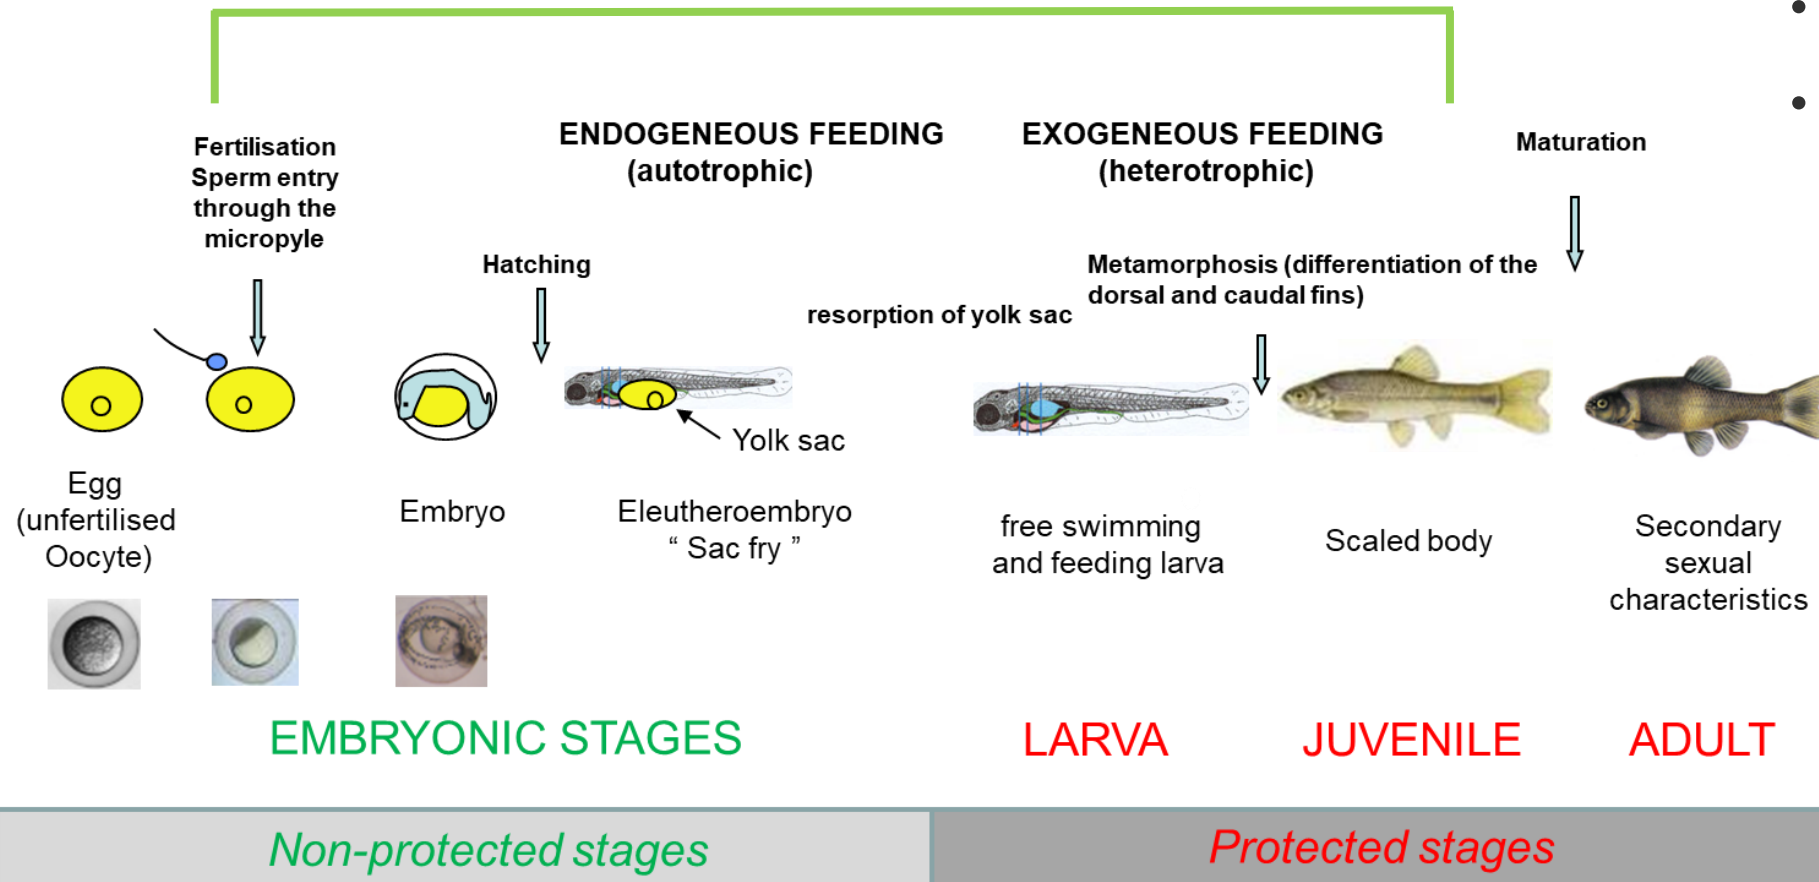 Fertilisation
Sperm entry
through the
micropyle
ENDOGENEOUS FEEDING
(autotrophic)
EXOGENEOUS FEEDING
(heterotrophic)
Maturation
Hatching
resorption of yolk sac
Metamorphosis (differentiation of the
dorsal and caudal fins)
Yolk sac
Egg
(unfertilised
Oocyte)
Embryo
Eleutheroembryo
“ Sac fry ”
free swimming
and feeding larva
Scaled body
Secondary
sexual
characteristics
EMBRYONIC STAGES
LARVA
JUVENILE
ADULT
Non-protected stages
Protected stages